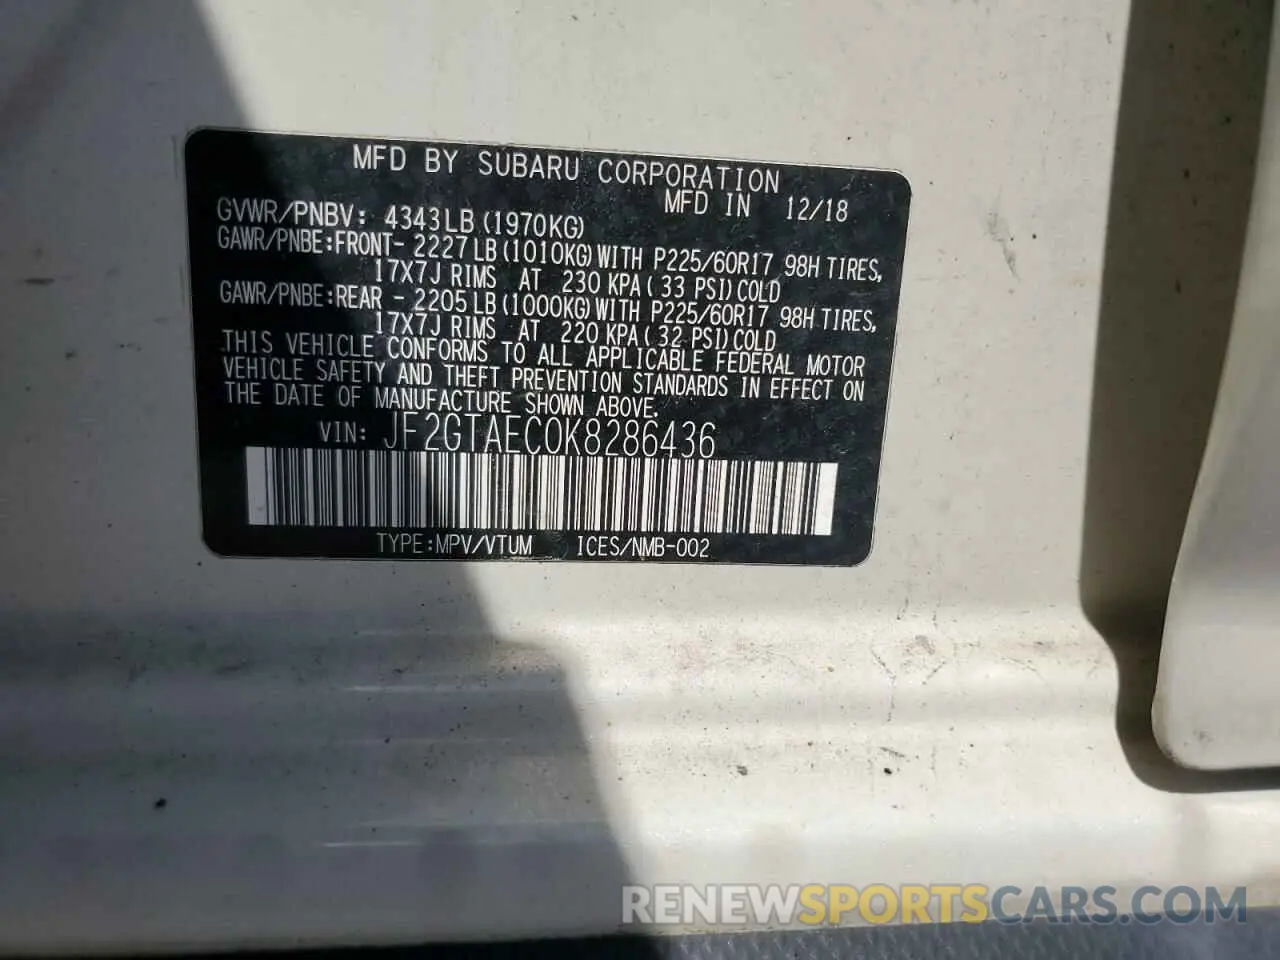 MFD BY SUBARU CORPORATION
MFD IN 12/18
GVWR/PNBV: 4343LB(1970KG)
GAWR/PNBE:FRONT- 2227LB(1010KG)WITH P225/60R17 98H TIRES,
17X7J RIMS AT 230 KPA( 33 PSI)COLD
GAWR/PNBE:REAR - 2205LB(1000KG)WITH P225/60R17 98H TIRES,
17X7J RIMS AT 220 KPA( 32 PSI)COLD
THIS VEHICLE CONFORMS TO ALL APPLICABLE FEDERAL MOTOR
VEHICLE SAFETY AND THEFT PREVENTION STANDARDS IN EFFECT ON
THE DATE OF MANUFACTURE SHOWN ABOVE.
VIN: JF2GTAEC0K8286436
TYPE:MPV/VTUM ICES/NMB-002
RENEWSPORTSCARS.COM